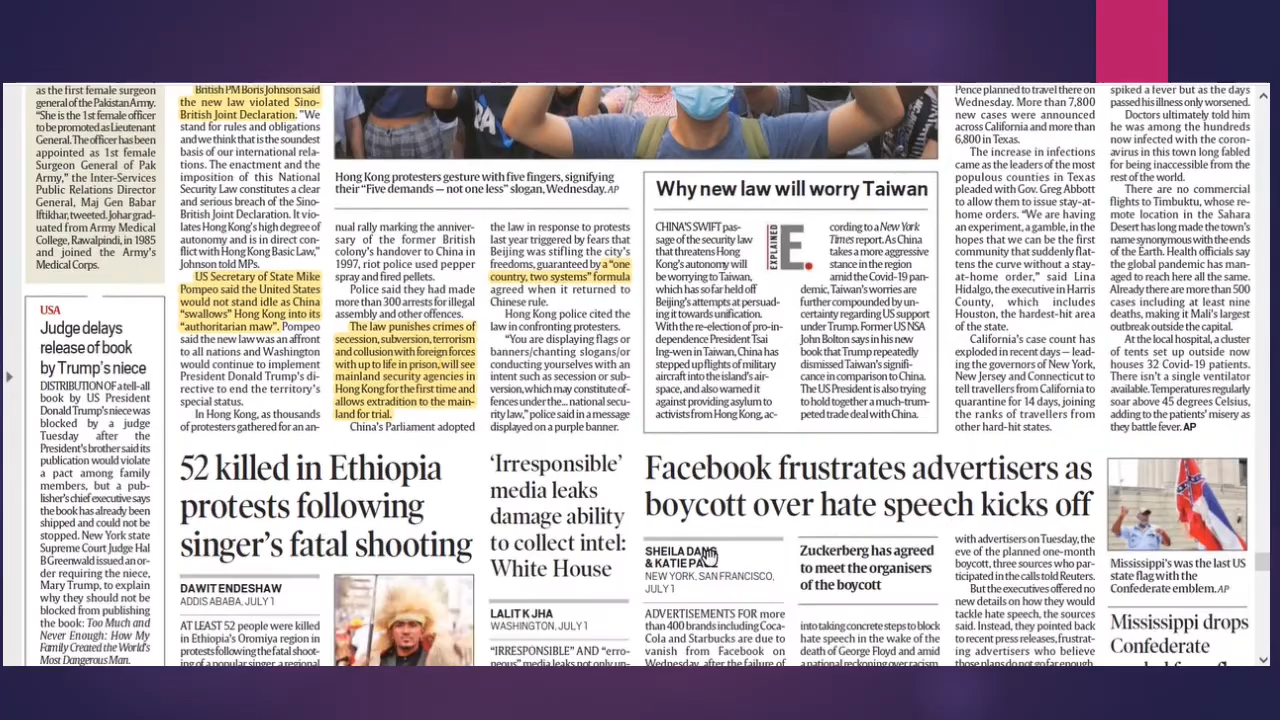 as the first female surgeon
general of the Pakistan Army.
"She is the 1st female officer
to be promoted as Lieutenant
General. The officer has been
appointed as 1st female
Surgeon General of Pak
Army," the Inter-Services
Public Relations Director
General, Maj Gen Babar
Iftikhar, tweeted. Johar grad-
uated from Army Medical
College, Rawalpindi, in 1985
and joined the Army's
Medical Corps.
USA
Judge delays
release of book
by Trump's niece
DISTRIBUTION OF a tell-all
book by US President
Donald Trump's niece was
blocked by a judge
Tuesday after the
President's brother said its
publication would violate
a pact among family
members, but a pub-
lisher's chief executive says
the book has already been
shipped and could not be
stopped. New York state
Supreme Court Judge Hal
B Greenwald issued an or-
der requiring the niece,
Mary Trump, to explain
why they should not be
blocked from publishing
the book: Too Much and
Never Enough: How My
Family Created the World's
Most Dangerous Man.
British PM Boris Johnson said
the new law violated Sino-
British Joint Declaration. "We
stand for rules and obligations
and we think that is the soundest
basis of our international rela-
tions. The enactment and the
imposition of this National
Security Law constitutes a clear
and serious breach of the Sino-
British Joint Declaration. It vio-
lates Hong Kong's high degree of
autonomy and is in direct con-
flict with Hong Kong Basic Law,"
Johnson told MPs.
US Secretary of State Mike
Pompeo said the United States
would not stand idle as China
"swallows" Hong Kong into its
"authoritarian maw". Pompeo
said the new law was an affront
to all nations and Washington
would continue to implement
President Donald Trump's di-
rective to end the territory's
special status.
In Hong Kong, as thousands
of protesters gathered for an an-
Hong Kong protesters gesture with five fingers, signifying
their "Five demands — not one less" slogan, Wednesday. AP
nual rally marking the anniver-
sary of the former British
colony's handover to China in
1997, riot police used pepper
spray and fired pellets.
Police said they had made
more than 300 arrests for illegal
assembly and other offences.
The law punishes crimes of
secession, subversion, terrorism
and collusion with foreign forces
with up to life in prison, will see
mainland security agencies in
Hong Kong for the first time and
allows extradition to the main-
land for trial.
China's Parliament adopted
the law in response to protests
last year triggered by fears that
Beijing was stifling the city's
freedoms, guaranteed by a "one
country, two systems" formula
agreed when it returned to
Chinese rule.
Hong Kong police cited the
law in confronting protesters.
"You are displaying flags or
banners/chanting slogans/or
conducting yourselves with an
intent such as secession or sub-
version, which may constitute of-
fences under the... national secu-
rity law," police said in a message
displayed on a purple banner.
Why new law will worry Taiwan
CHINA'S SWIFT pas-
sage of the security law
that threatens Hong
Kong's autonomy will
be worrying to Taiwan,
which has so far held off
Beijing's attempts at persuad-
ing it towards unification.
With the re-election of pro-in-
dependence President Tsai
Ing-wen in Taiwan, China has
stepped up flights of military
aircraft into the island's air-
space, and also warned it
against providing asylum to
activists from Hong Kong, ac-
EXPLAINED
E.
cording to a New York
Times report. As China
takes a more aggressive
stance in the region
amid the Covid-19 pan-
demic, Taiwan's worries are
further compounded by un-
certainty regarding US support
under Trump. Former US NSA
John Bolton says in his new
book that Trump repeatedly
dismissed Taiwan's signifi-
cance in comparison to China.
The US President is also trying
to hold together a much-trum-
peted trade deal with China.
Pence planned to travel there on
Wednesday. More than 7,800
new cases were announced
across California and more than
6,800 in Texas.
The increase in infections
came as the leaders of the most
populous counties in Texas
pleaded with Gov. Greg Abbott
to allow them to issue stay-at-
home orders. "We are having
an experiment, a gamble, in the
hopes that we can be the first
community that suddenly flat-
tens the curve without a stay-
at-home order," said Lina
Hidalgo, the executive in Harris
County, which includes
Houston, the hardest-hit area
of the state.
California's case count has
exploded in recent days — lead-
ing the governors of New York,
New Jersey and Connecticut to
tell travellers from California to
quarantine for 14 days, joining
the ranks of travellers from
other hard-hit states.
spiked a fever but as the days
passed his illness only worsened.
Doctors ultimately told him
he was among the hundreds
now infected with the coron-
avirus in this town long fabled
for being inaccessible from the
rest of the world.
There are no commercial
flights to Timbuktu, whose re-
mote location in the Sahara
Desert has long made the town's
name synonymous with the ends
of the Earth. Health officials say
the global pandemic has man-
aged to reach here all the same.
Already there are more than 500
cases including at least nine
deaths, making it Mali's largest
outbreak outside the capital.
At the local hospital, a cluster
of tents set up outside now
houses 32 Covid-19 patients.
There isn't a single ventilator
available. Temperatures regularly
soar above 45 degrees Celsius,
adding to the patients' misery as
they battle fever. AP
52 killed in Ethiopia
protests following
singer's fatal shooting
DAWIT ENDESHAW
ADDIS ABABA, JULY 1
AT LEAST 52 people were killed
in Ethiopia's Oromiya region in
protests following the fatal shoot-
ing of a popular singer, a regional
'Irresponsible'
media leaks
damage ability
to collect intel:
White House
LALIT K JHA
WASHINGTON, JULY 1
"IRRESPONSIBLE" AND "erro-
neous" media leaks not only un-
Facebook frustrates advertisers as
boycott over hate speech kicks off
SHEILA DANG
& KATIE
NEW YORK, SAN FRANCISCO,
JULY 1
ADVERTISEMENTS FOR more
than 400 brands including Coca-
Cola and Starbucks are due to
vanish from Facebook on
Wednesday, after the failure of
Zuckerberg has agreed
to meet the organisers
of the boycott
into taking concrete steps to block
hate speech in the wake of the
death of George Floyd and amid
a national reckoning over racism
with advertisers on Tuesday, the
eve of the planned one-month
boycott, three sources who par-
ticipated in the calls told Reuters.
But the executives offered no
new details on how they would
tackle hate speech, the sources
said. Instead, they pointed back
to recent press releases, frustrat-
ing advertisers who believe
those plans do not go far enough.
Mississippi's was the last US
state flag with the
Confederate emblem. AP
Mississippi drops
Confederate